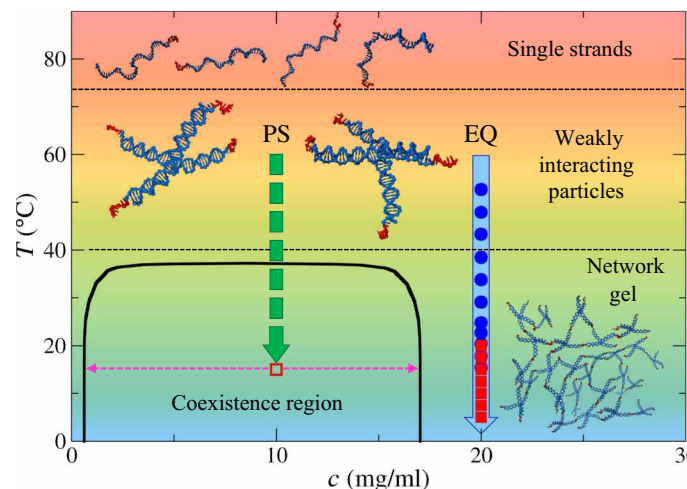 80
60
40
20
0
T (°C)
Single strands
PS
EQ
Weakly
interacting
particles
Network
gel
Coexistence region
0
10
20
30
c (mg/ml)